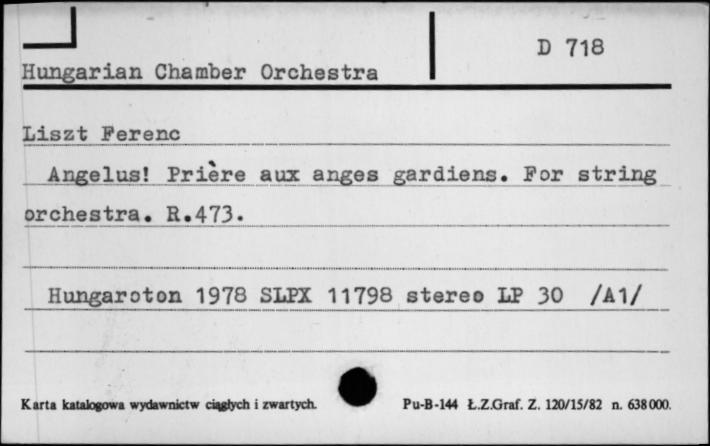 D 718
Hungarian Chamber Orchestra
Liszt Ferenc
Angelus! Prière aux anges gardiens. For string
orchestra. R.473.
Hungaroton 1978 SLPX 11798 stereo LP 30 /A1/
Karta katalogowa wydawnictw ciągłych i zwartych. Pu-B-144 Ł.Z.Graf. Z. 120/15/82 n. 638000.